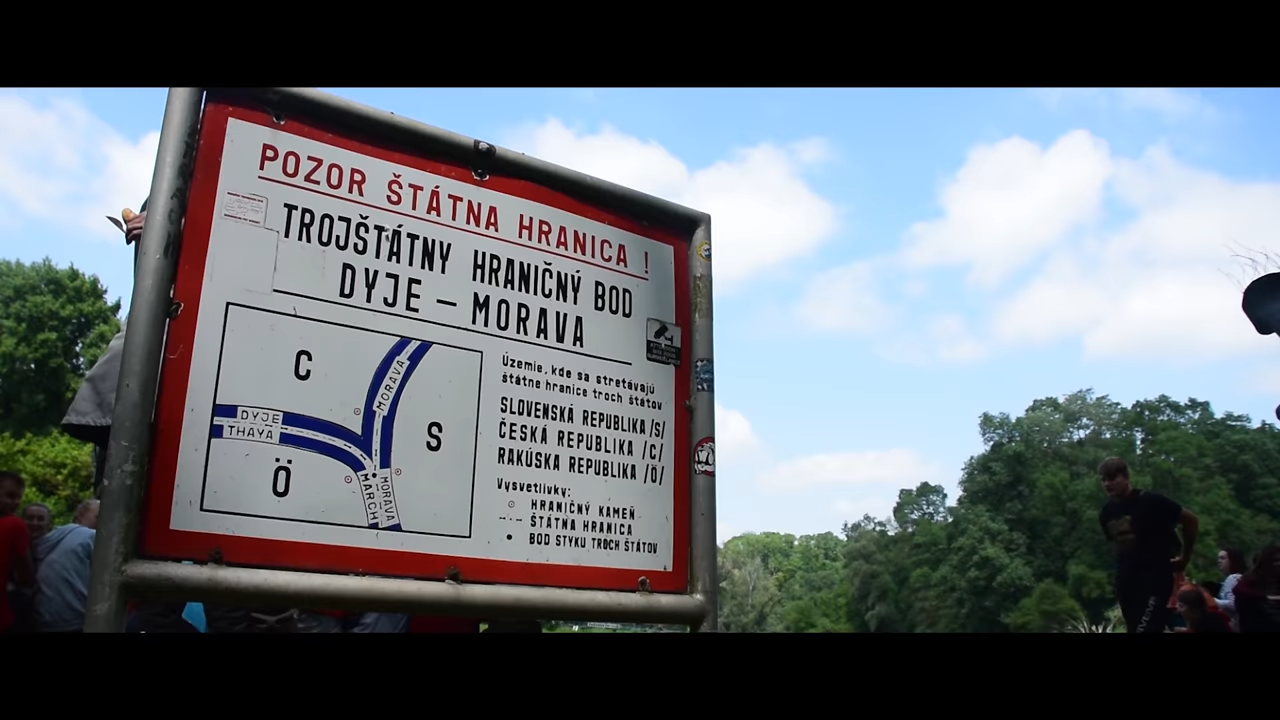 POZOR ŠTÁTNA HRANICA !
TROJŠTÁTNY HRANIČNÝ BOD
DYJE – MORAVA
C
S
Ö
MORAVA
DYJE
THAYA
MORAVA
MARCH
Územie, kde sa stretávajú
štátne hranice troch štátov
SLOVENSKÁ REPUBLIKA /S/
ČESKÁ REPUBLIKA /C/
RAKÚSKA REPUBLIKA /Ö/
Vysvetlivky:
HRANIČNÝ KAMEŇ
ŠTÁTNA HRANICA
BOD STYKU TROCH ŠTÁTOV